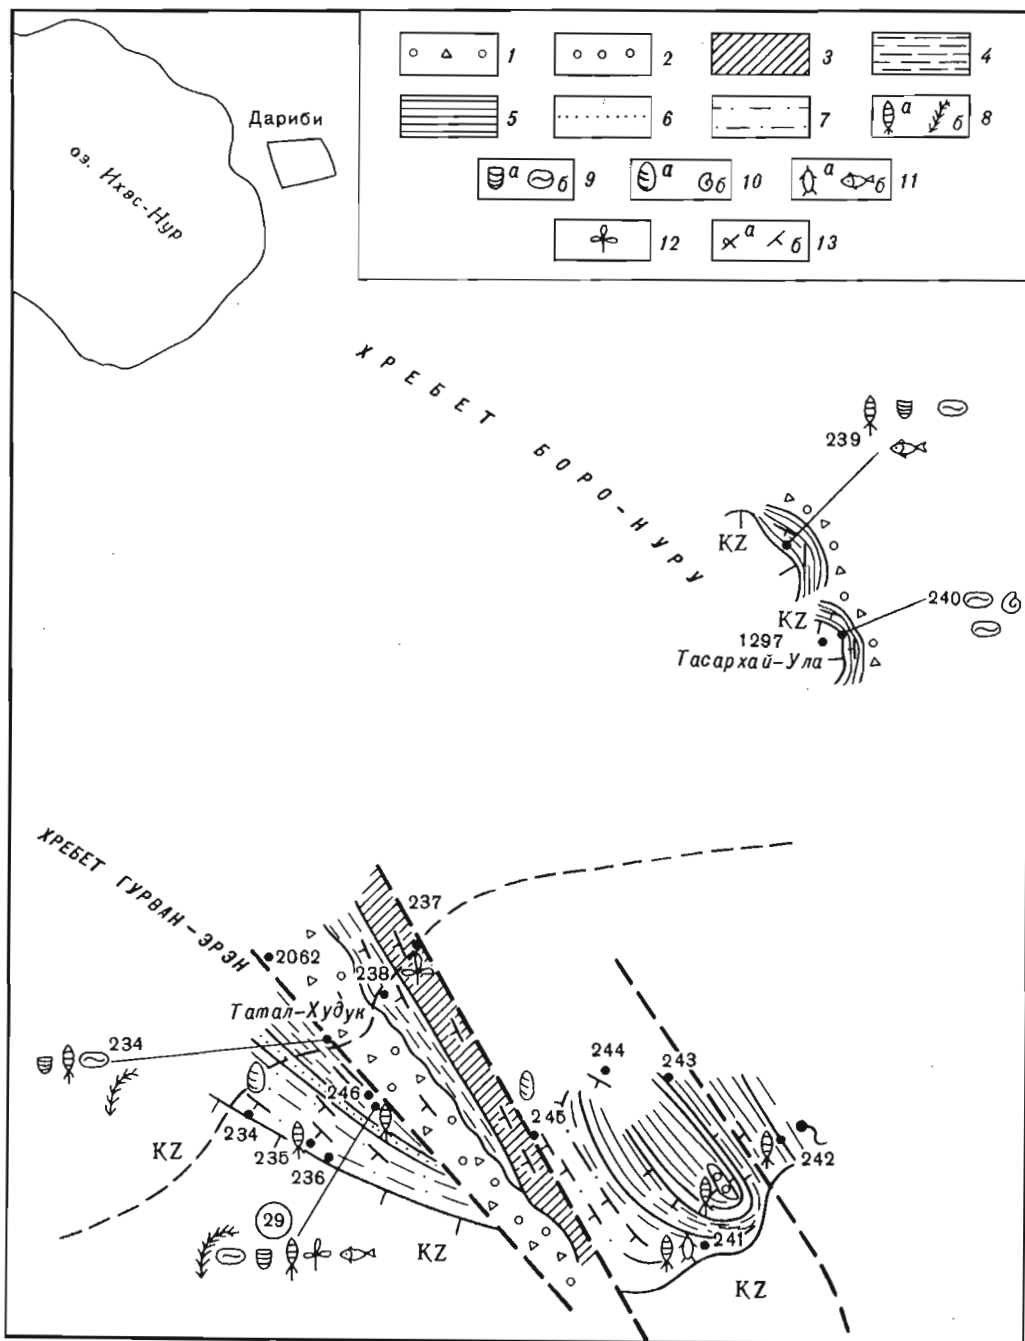 1
2
3
4
5
6
7
а б 8
а б 9
а б 10
а б 11
12
а б 13
Дариби
оз. Ихэс-Нур
ХРЕБЕТ БОРО-НУРУ
239
KZ
240
KZ
1297
Тасархай-Ула
ХРЕБЕТ ГУРВАН-ЭРЭН
237
2062
238
Татал-Худук
234
244
243
246
245
234
235
242
KZ
236
29
241
KZ
KZ